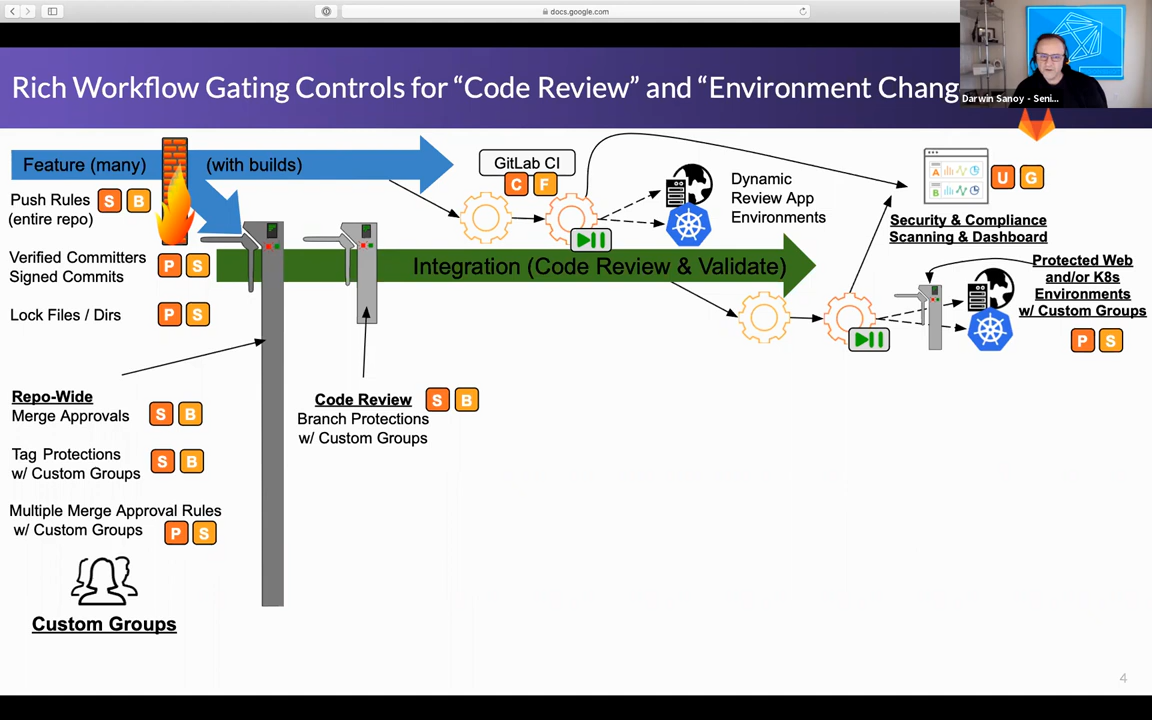 docs.google.com
Rich Workflow Gating Controls for “Code Review” and “Environment Chang
Darwin Sanoy - Seni...
Feature (many)
(with builds)
GitLab CI
C F
Push Rules
(entire repo)
S B
Verified Committers
Signed Commits
P S
Lock Files / Dirs
P S
Integration (Code Review & Validate)
Dynamic
Review App
Environments
A
B
U G
Security & Compliance
Scanning & Dashboard
Protected Web
and/or K8s
Environments
w/ Custom Groups
P S
Repo-Wide
Merge Approvals
S B
Tag Protections
w/ Custom Groups
S B
Multiple Merge Approval Rules
w/ Custom Groups
P S
Custom Groups
Code Review
S B
Branch Protections
w/ Custom Groups
4